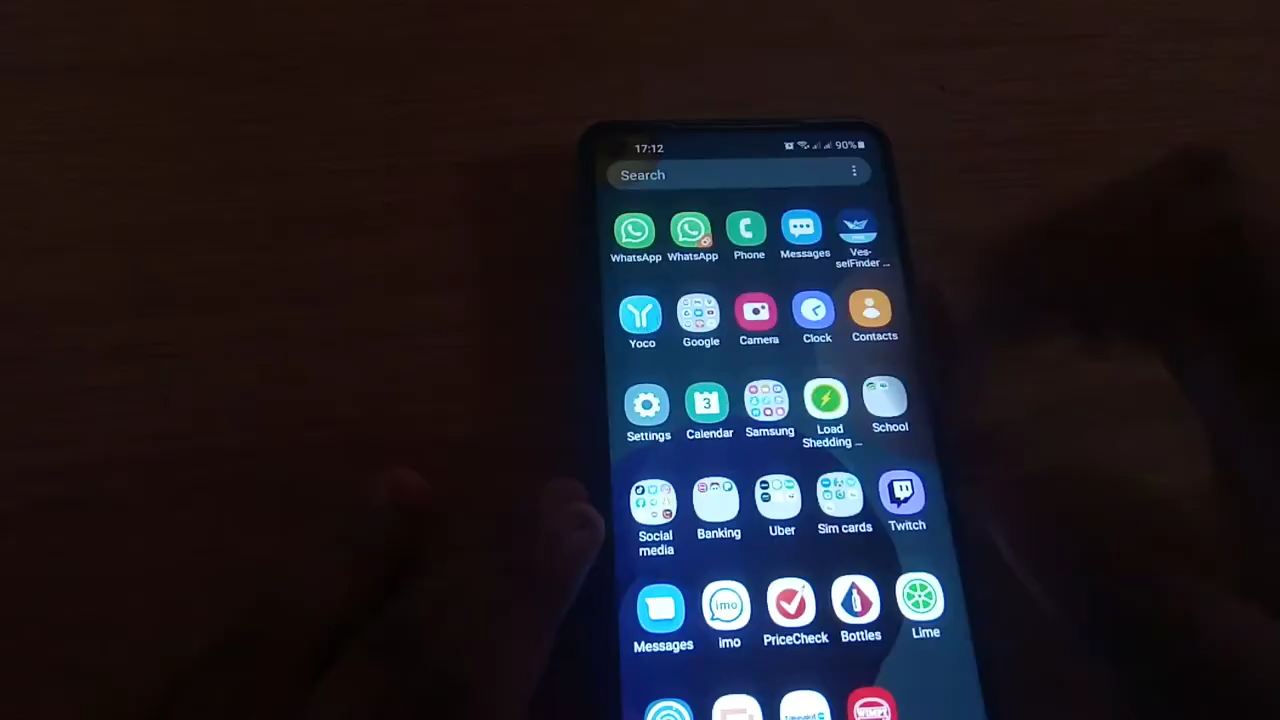 17:12
90%
Search
WhatsApp WhatsApp Phone Messages Ves-
selFinder ...
Yoco Google Camera Clock Contacts
3
Settings Calendar Samsung Load
Shedding ... School
Social
media Banking Uber Sim cards Twitch
imo
Messages imo PriceCheck Bottles Lime
WIMPY